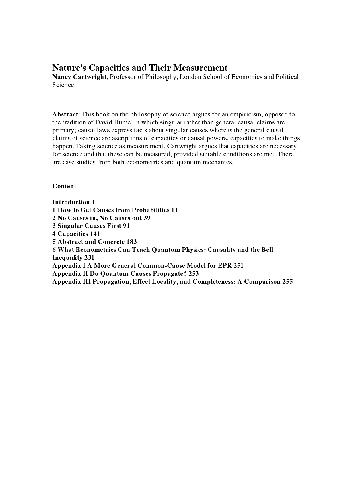 Nature's Capacities and Their Measurement
Nancy Cartwright, Professor of Philosophy, London School of Economics and Political
Science
Abstract: This book on the philosophy of science argues for an empiricism, opposed to
the tradition of David Hume, in which singular rather than general causal claims are
primary; causal laws express facts about singular causes whereas the general causal
claims of science are ascriptions of capacities or causal powers, capacities to make things
happen. Taking science as measurement, Cartwright argues that capacities are necessary
for science and that these can be measured, provided suitable conditions are met. There
are case studies from both econometrics and quantum mechanics.
Content
Introduction 1
1 How to Get Causes from Probabilities 11
2 No Causes in, No Causes out 39
3 Singular Causes First 91
4 Capacities 141
5 Abstract and Concrete 183
6 What Econometrics Can Teach Quantum Physics: Causality and the Bell
Inequality 231
Appendix I A More General Common-Cause Model for EPR 251
Appendix II Do Quantum Causes Propagate? 253
Appendix III Propagation, Effect Locality, and Completeness: A Comparison 255